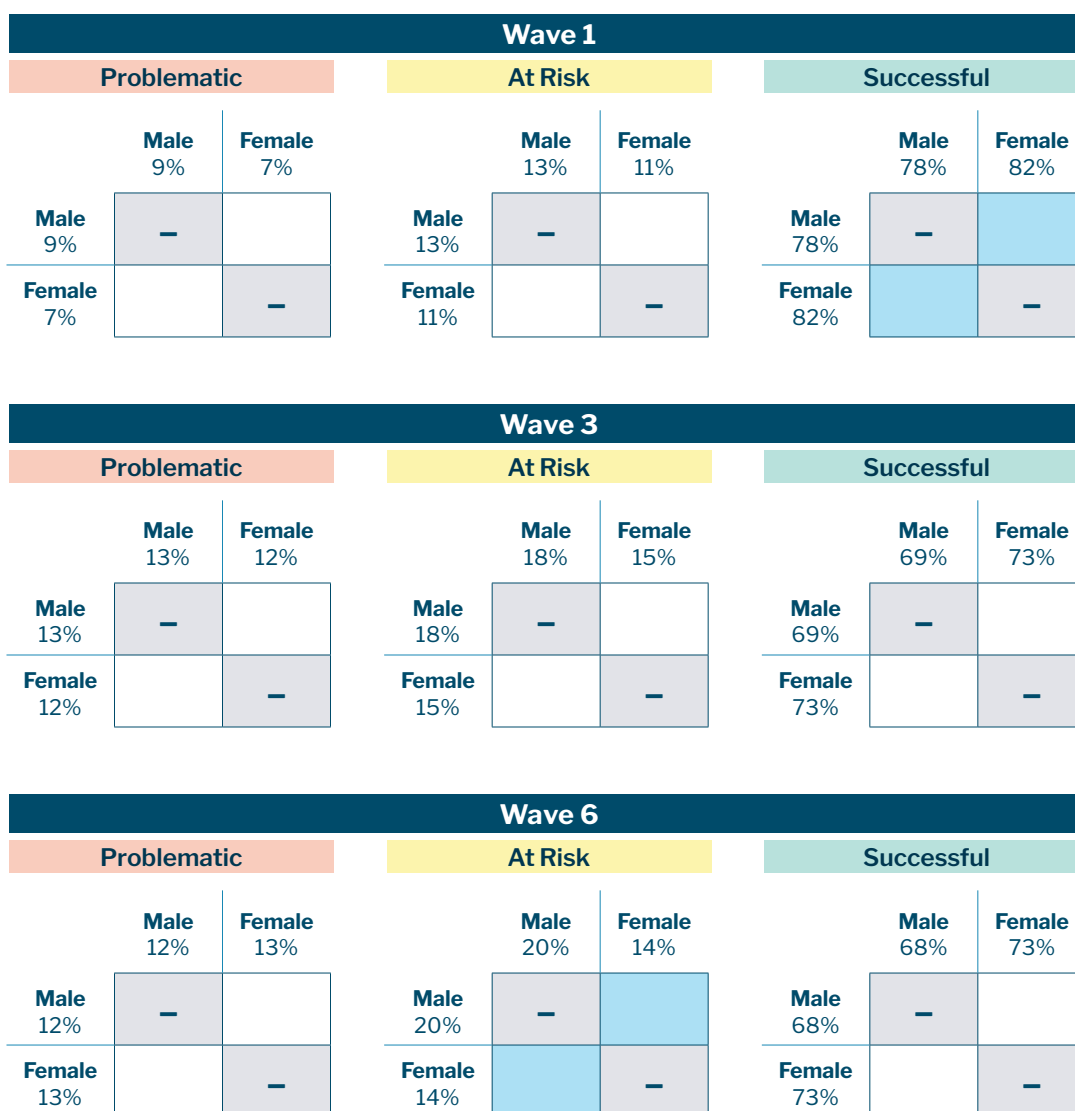 Wave 1
Problematic At Risk Successful
Male Female Male Female Male Female
9% 7% 13% 11% 78% 82%
Male – Male – Male –
9% 13% 78%
Female – Female – Female –
7% 11% 82%
Wave 3
Problematic At Risk Successful
Male Female Male Female Male Female
13% 12% 18% 15% 69% 73%
Male – Male – Male –
13% 18% 69%
Female – Female – Female –
12% 15% 73%
Wave 6
Problematic At Risk Successful
Male Female Male Female Male Female
12% 13% 20% 14% 68% 73%
Male – Male – Male –
12% 20% 68%
Female – Female – Female –
13% 14% 73%